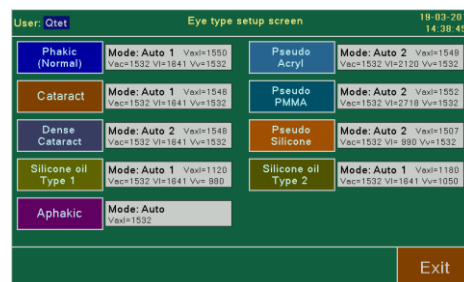 User: Qtet Eye type setup screen 19-03-20
14:38:45
Phakic
(Normal)
Mode: Auto 1 Vaxl=1550
Vac=1532 Vl=1641 Vv=1532
Pseudo
Acryl
Mode: Auto 2 Vaxl=1549
Vac=1532 Vl=2120 Vv=1532
Cataract
Mode: Auto 1 Vaxl=1548
Vac=1532 Vl=1641 Vv=1532
Pseudo
PMMA
Mode: Auto 2 Vaxl=1552
Vac=1532 Vl=2718 Vv=1532
Dense
Cataract
Mode: Auto 2 Vaxl=1548
Vac=1532 Vl=1641 Vv=1532
Pseudo
Silicone
Mode: Auto 2 Vaxl=1507
Vac=1532 Vl= 990 Vv=1532
Silicone oil
Type 1
Mode: Auto 1 Vaxl=1120
Vac=1532 Vl=1641 Vv= 980
Silicone oil
Type 2
Mode: Auto 1 Vaxl=1180
Vac=1532 Vl=1641 Vv=1050
Aphakic
Mode: Auto
Vaxl=1532
Exit